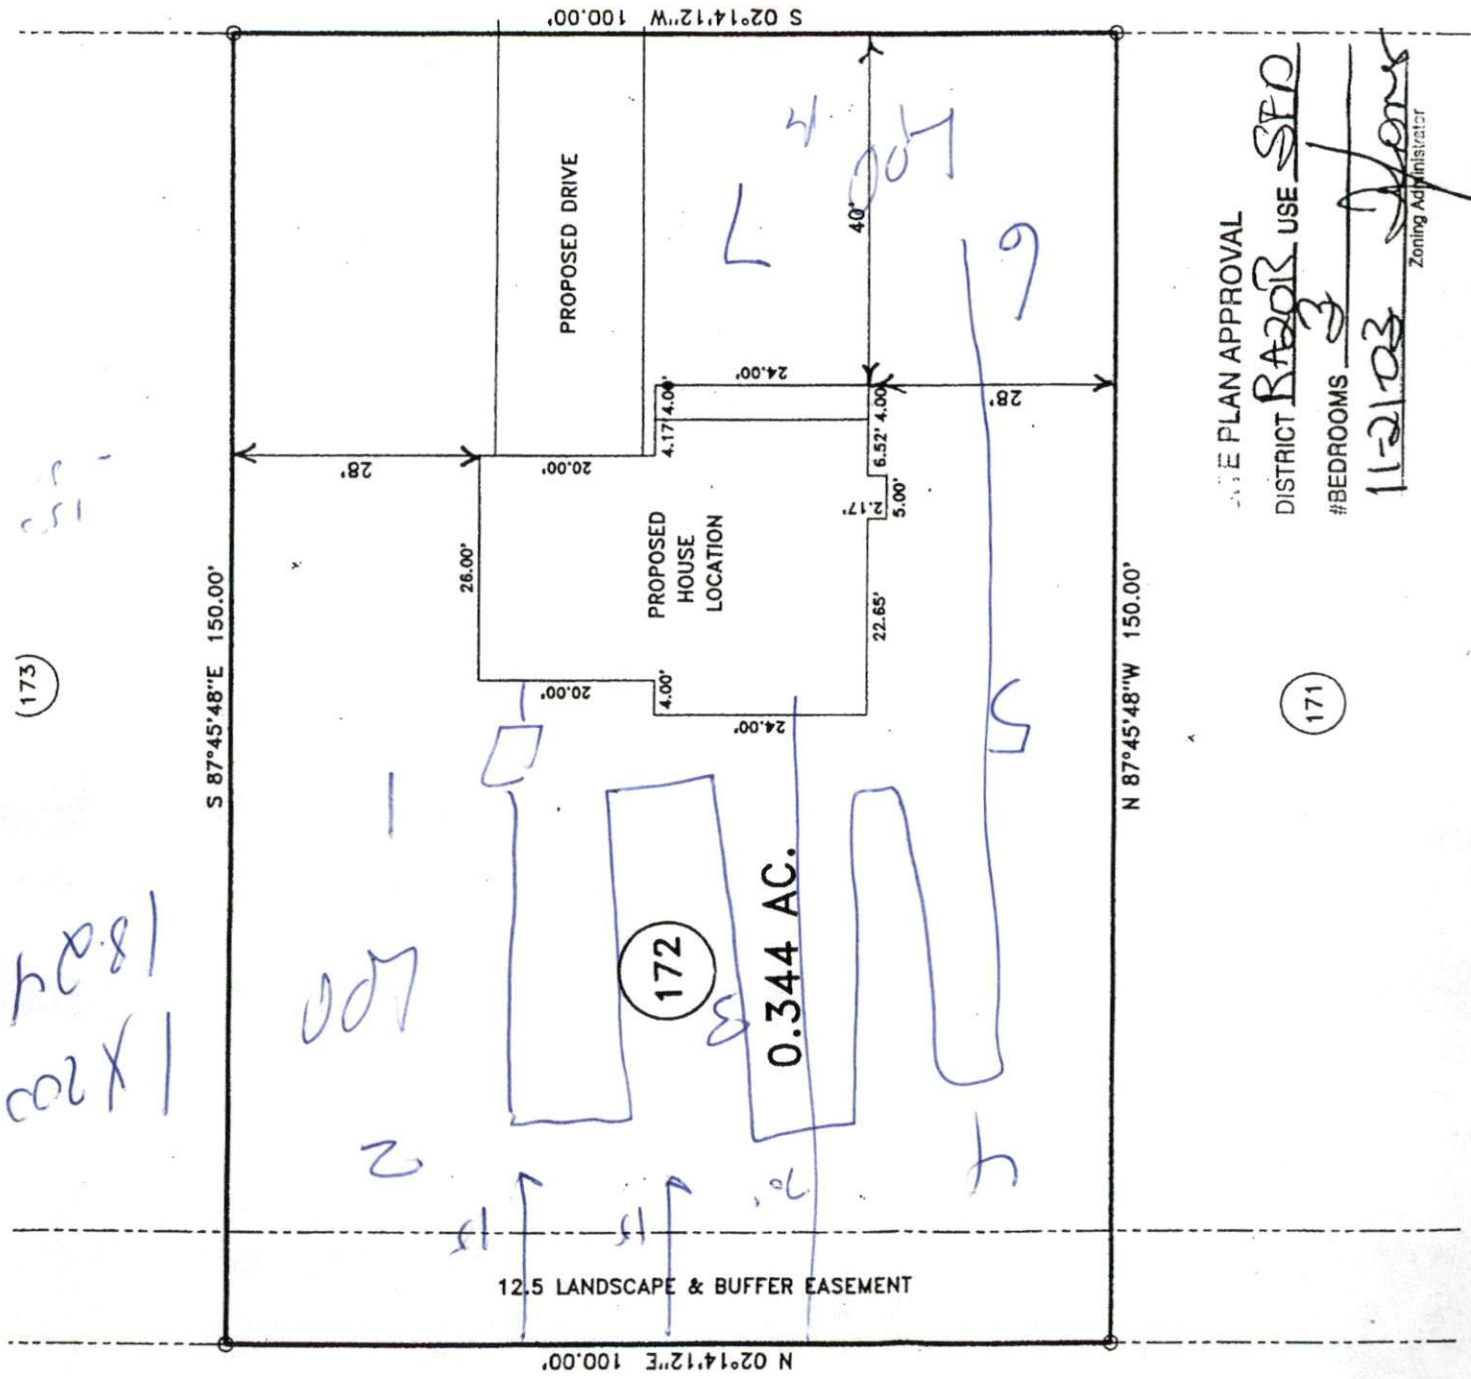 S 02°14'12"W 100.00'
PROPOSED DRIVE
40'
7
4
6
28'
20.00'
4.17'
4.00'
24.00'
6.52'
4.00
28'
26.00'
PROPOSED
HOUSE
LOCATION
2.17'
5.00'
22.65'
20.00'
4.00'
24.00'
173
S 87°45'48"E 150.00'
N 87°45'48"W 150.00'
171
1
5
172
0.344 AC.
3
2
4
15
15
12.5 LANDSCAPE & BUFFER EASEMENT
N 02°14'12"E 100.00'
PLAN APPROVAL
DISTRICT RA20R USE SFD
#BEDROOMS 3
11-21-03
Zoning Administrator